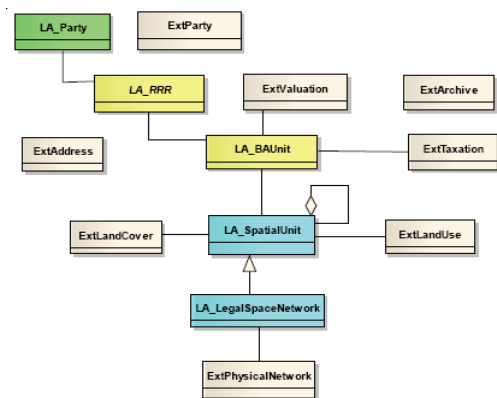 LA_Party
ExtParty
LA_RRR
ExtValuation
ExtArchive
ExtAddress
LA_BAUnit
ExtTaxation
ExtLandCover
LA_SpatialUnit
ExtLandUse
LA_LegalSpaceNetwork
ExtPhysicalNetwork